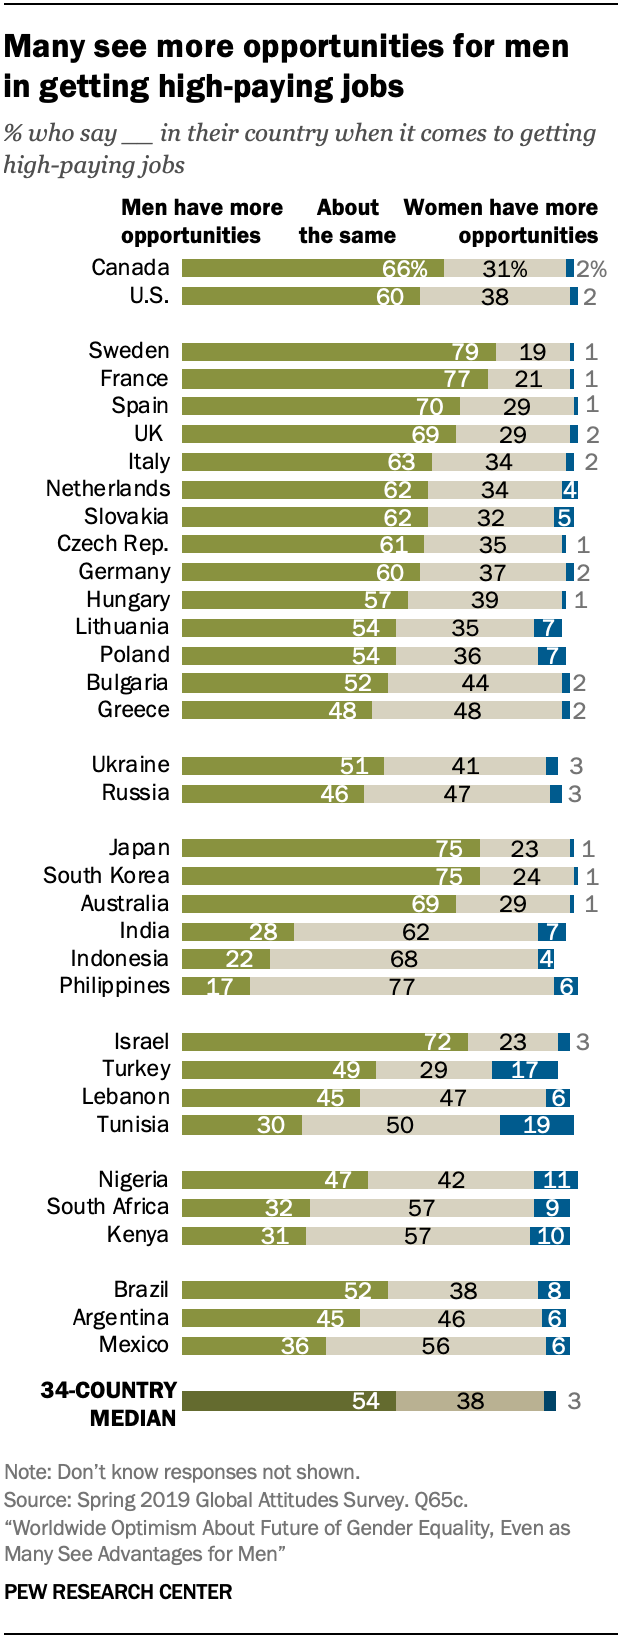 Many see more opportunities for men
in getting high-paying jobs
% who say __ in their country when it comes to getting
high-paying jobs
Men have more About Women have more
opportunities the same opportunities
Canada 66% 31% 2%
U.S. 60 38 2
Sweden 79 19 1
France 77 21 1
Spain 70 29 1
UK 69 29 2
Italy 63 34 2
Netherlands 62 34 4
Slovakia 62 32 5
Czech Rep. 61 35 1
Germany 60 37 2
Hungary 57 39 1
Lithuania 54 35 7
Poland 54 36 7
Bulgaria 52 44 2
Greece 48 48 2
Ukraine 51 41 3
Russia 46 47 3
Japan 75 23 1
South Korea 75 24 1
Australia 69 29 1
India 28 62 7
Indonesia 22 68 4
Philippines 17 77 6
Israel 72 23 3
Turkey 49 29 17
Lebanon 45 47 6
Tunisia 30 50 19
Nigeria 47 42 11
South Africa 32 57 9
Kenya 31 57 10
Brazil 52 38 8
Argentina 45 46 6
Mexico 36 56 6
34-COUNTRY
MEDIAN 54 38 3
Note: Don’t know responses not shown.
Source: Spring 2019 Global Attitudes Survey. Q65c.
“Worldwide Optimism About Future of Gender Equality, Even as
Many See Advantages for Men”
PEW RESEARCH CENTER